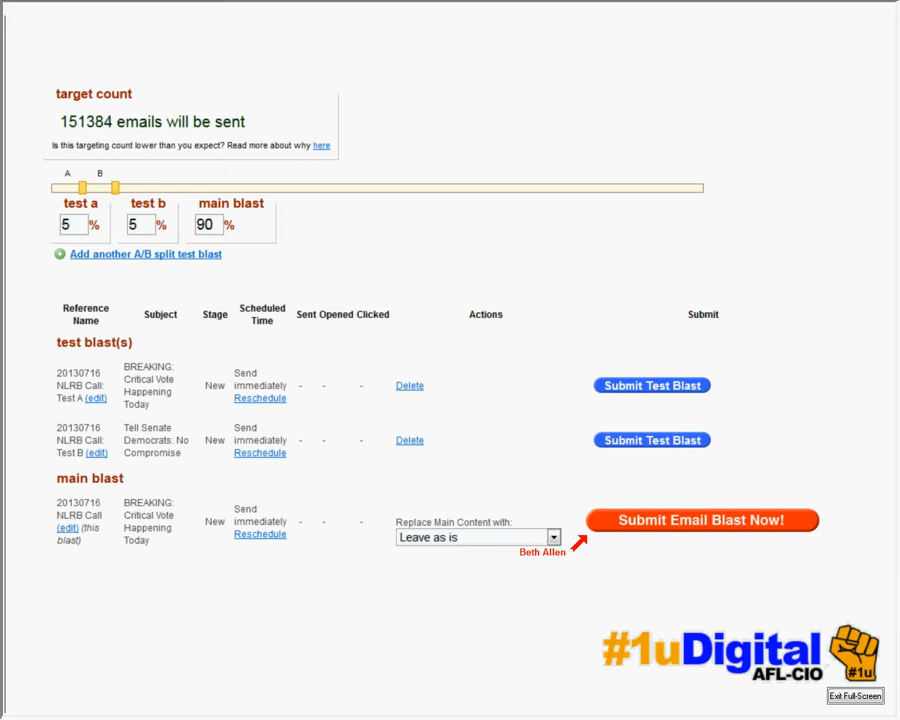 target count
151384 emails will be sent
Is this targeting count lower than you expect? Read more about why here
A B
test a test b main blast
5 % 5 % 90 %
Add another A/B split test blast
Reference Name Subject Stage Scheduled Time Sent Opened Clicked Actions Submit
test blast(s)
20130716 NLRB Call: Test A (edit) BREAKING: Critical Vote Happening Today New Send immediately Reschedule - - - Delete Submit Test Blast
20130716 NLRB Call: Test B (edit) Tell Senate Democrats: No Compromise New Send immediately Reschedule - - - Delete Submit Test Blast
main blast
20130716 NLRB Call (edit) (this blast) BREAKING: Critical Vote Happening Today New Send immediately Reschedule - - - Replace Main Content with: Leave as is Submit Email Blast Now!
Beth Allen
#1uDigital
AFL-CIO
#1u
Exit Full-Screen